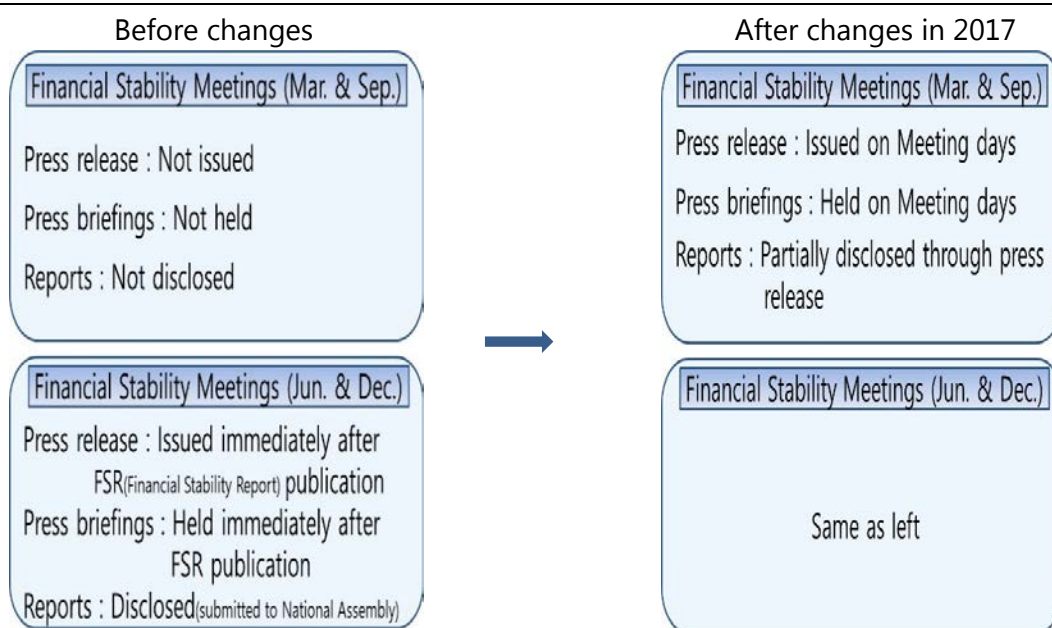 Before changes
Financial Stability Meetings (Mar. & Sep.)
Press release : Not issued
Press briefings : Not held
Reports : Not disclosed
Financial Stability Meetings (Jun. & Dec.)
Press release : Issued immediately after
FSR(Financial Stability Report) publication
Press briefings : Held immediately after
FSR publication
Reports : Disclosed(submitted to National Assembly)
After changes in 2017
Financial Stability Meetings (Mar. & Sep.)
Press release : Issued on Meeting days
Press briefings : Held on Meeting days
Reports : Partially disclosed through press
release
Financial Stability Meetings (Jun. & Dec.)
Same as left